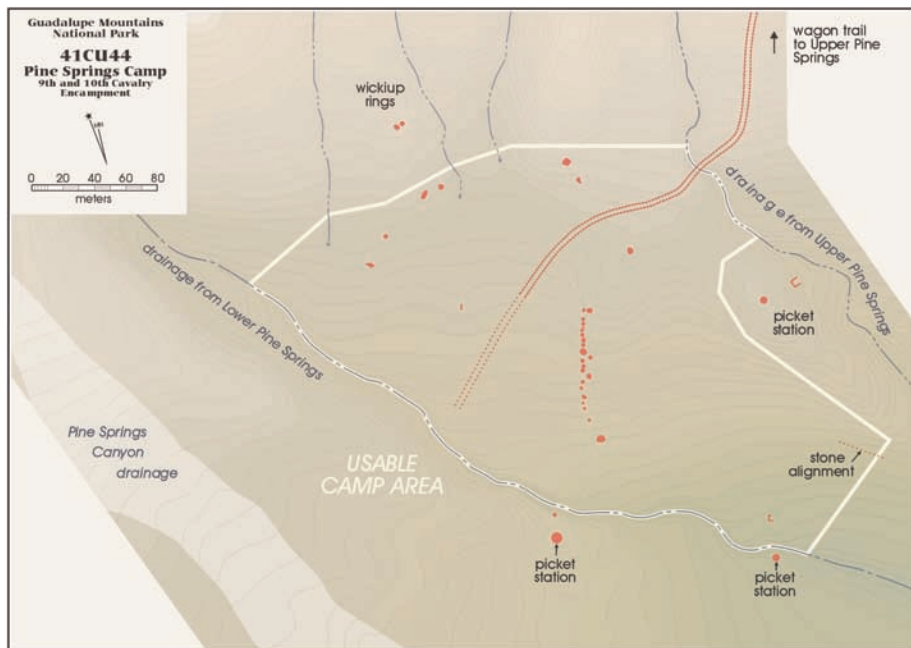 Guadalupe Mountains
National Park
41CU44
Pine Springs Camp
9th and 10th Cavalry
Encampment
MN
0 20 40 60 80
meters
wagon trail
to Upper Pine
Springs
wickiup
rings
drainage from Upper Pine Springs
drainage from Lower Pine Springs
picket
station
Pine Springs
Canyon
drainage
USABLE
CAMP AREA
stone
alignment
picket
station
picket
station